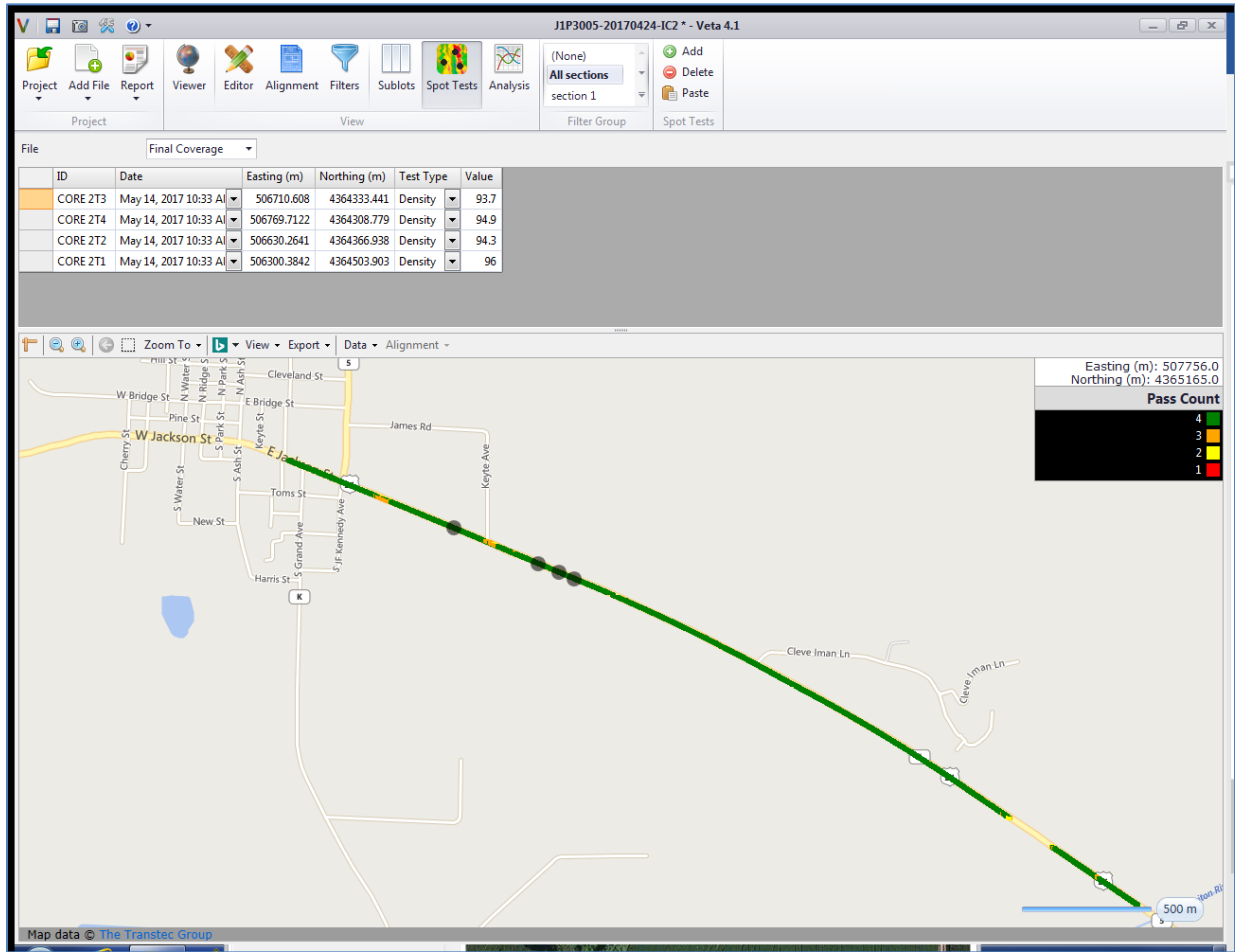 J1P3005-20170424-IC2 * - Veta 4.1
Project Add File Report Viewer Editor Alignment Filters Sublots Spot Tests Analysis
(None)
All sections
section 1
Add
Delete
Paste
Project View Filter Group Spot Tests
File Final Coverage
ID Date Easting (m) Northing (m) Test Type Value
CORE 2T3 May 14, 2017 10:33 AI 506710.608 4364333.441 Density 93.7
CORE 2T4 May 14, 2017 10:33 AI 506769.7122 4364308.779 Density 94.9
CORE 2T2 May 14, 2017 10:33 AI 506630.2641 4364366.938 Density 94.3
CORE 2T1 May 14, 2017 10:33 AI 506300.3842 4364503.903 Density 96
Zoom To View Export Data Alignment
Easting (m): 507756.0
Northing (m): 4365165.0
Pass Count
4
3
2
1
Hill St
N Water S
N Ridge S
N Park S
N Ash St
5
Cleveland St
W Bridge St
E Bridge St
Pine St
S Park St
Keyte St
James Rd
Cherry St
W Jackson St
S Ash St
Keyte Ave
S Water St
Toms St
New St
S Grand Ave
S JF Kennedy Ave
Harris St
K
Cleve Iman Ln
Cleve Iman Ln
500 m
5
Map data © The Transtec Group